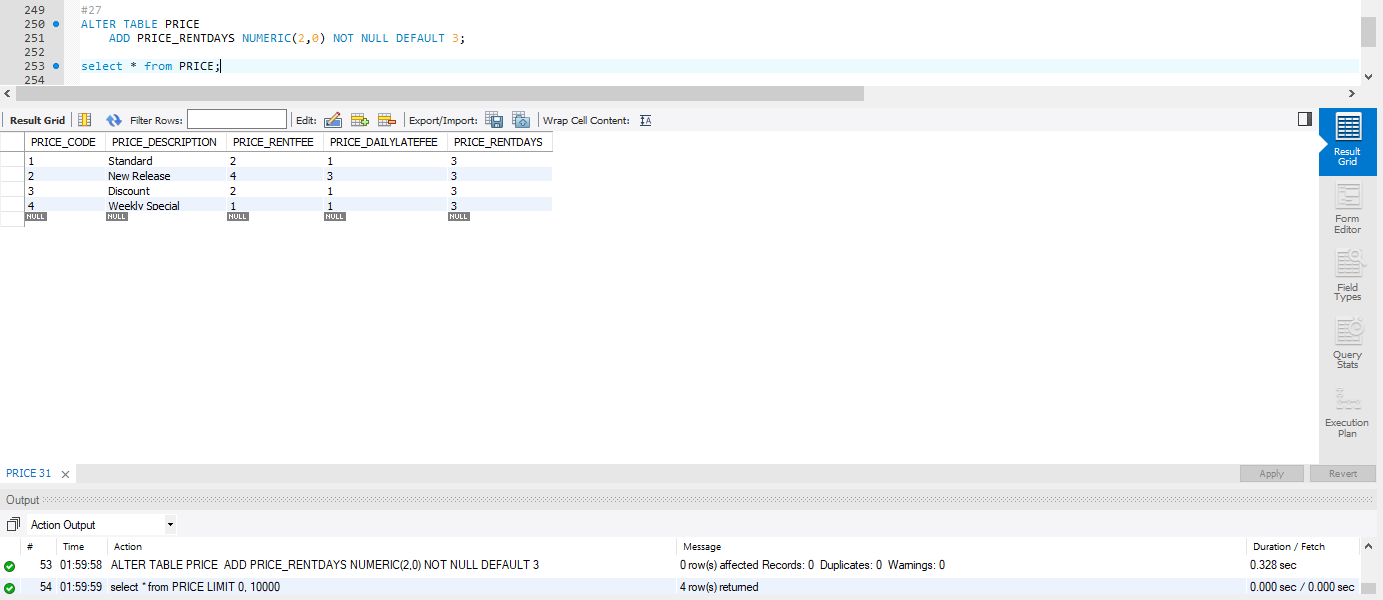 249 #27
250 ALTER TABLE PRICE
251 ADD PRICE_RENTDAYS NUMERIC(2,0) NOT NULL DEFAULT 3;
252
253 select * from PRICE;
254
Result Grid Filter Rows: Edit: Export/Import: Wrap Cell Content:
PRICE_CODE PRICE_DESCRIPTION PRICE_RENTFEE PRICE_DAILYLATEFEE PRICE_RENTDAYS
1 Standard 2 1 3
2 New Release 4 3 3
3 Discount 2 1 3
4 Weekly Special 1 1 3
NULL NULL NULL NULL NULL
Result
Grid
Form
Editor
Field
Types
Query
Stats
Execution
Plan
PRICE 31
Apply Revert
Output
Action Output
# Time Action Message Duration / Fetch
53 01:59:58 ALTER TABLE PRICE ADD PRICE_RENTDAYS NUMERIC(2,0) NOT NULL DEFAULT 3 0 row(s) affected Records: 0 Duplicates: 0 Warnings: 0 0.328 sec
54 01:59:59 select * from PRICE LIMIT 0, 10000 4 row(s) returned 0.000 sec / 0.000 sec